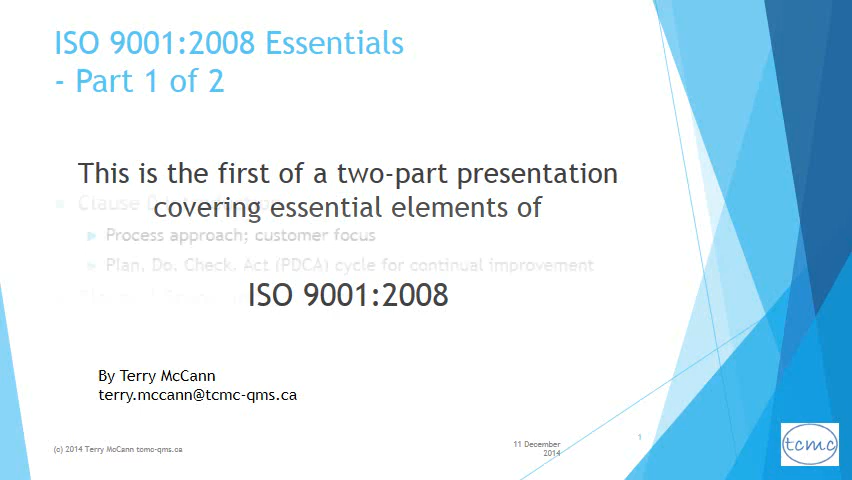 ISO 9001:2008 Essentials
- Part 1 of 2
This is the first of a two-part presentation
Clause 0
covering essential elements of
Process approach; customer focus
Plan, Do, Check, Act (PDCA) cycle for continual improvement
ISO 9001:2008
By Terry McCann
terry.mccann@tcmc-qms.ca
(c) 2014 Terry McCann tcmc-qms.ca
11 December
2014
1
tcmc